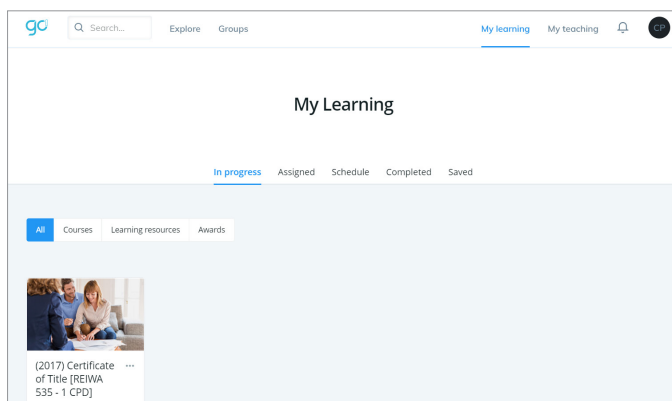 go
Search...
Explore
Groups
My learning
My teaching
CP
My Learning
In progress
Assigned
Schedule
Completed
Saved
All
Courses
Learning resources
Awards
(2017) Certificate
of Title [REIWA
535 - 1 CPD]